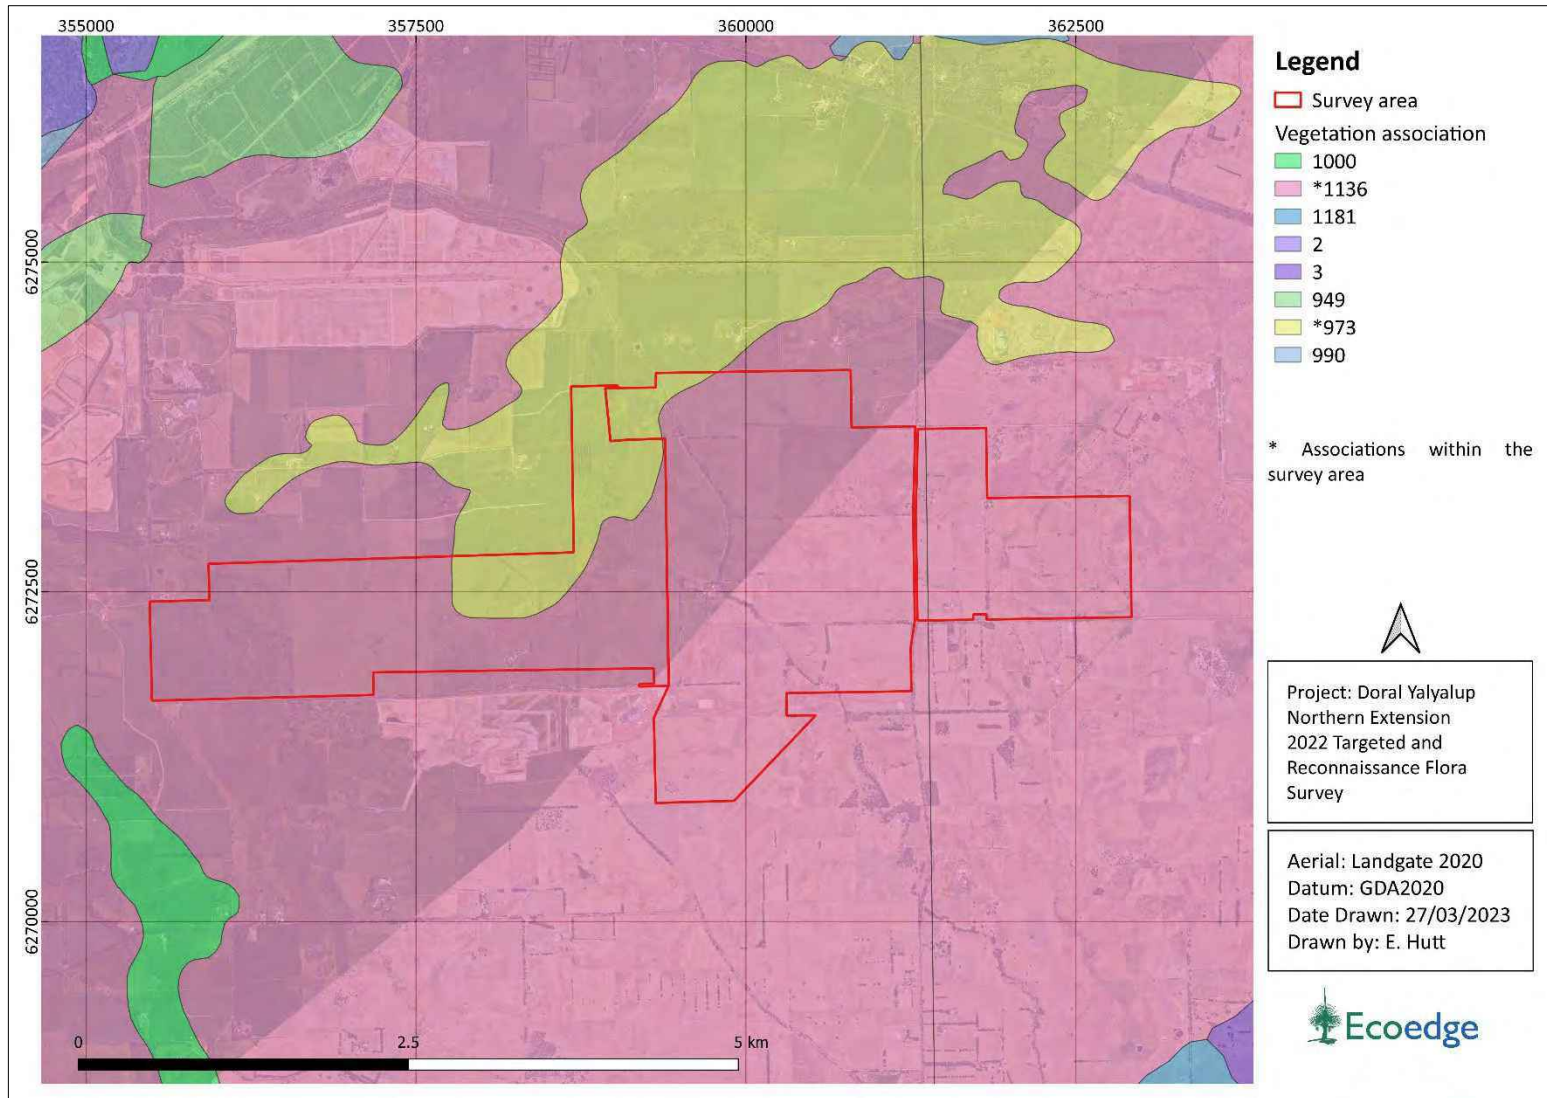 355000
357500
360000
362500
6275000
6272500
6270000
0
2.5
5 km
Legend
Survey area
Vegetation association
1000
*1136
1181
2
3
949
*973
990
* Associations within the
survey area
Project: Doral Yalyalup
Northern Extension
2022 Targeted and
Reconnaissance Flora
Survey
Aerial: Landgate 2020
Datum: GDA2020
Date Drawn: 27/03/2023
Drawn by: E. Hutt
Ecoedge